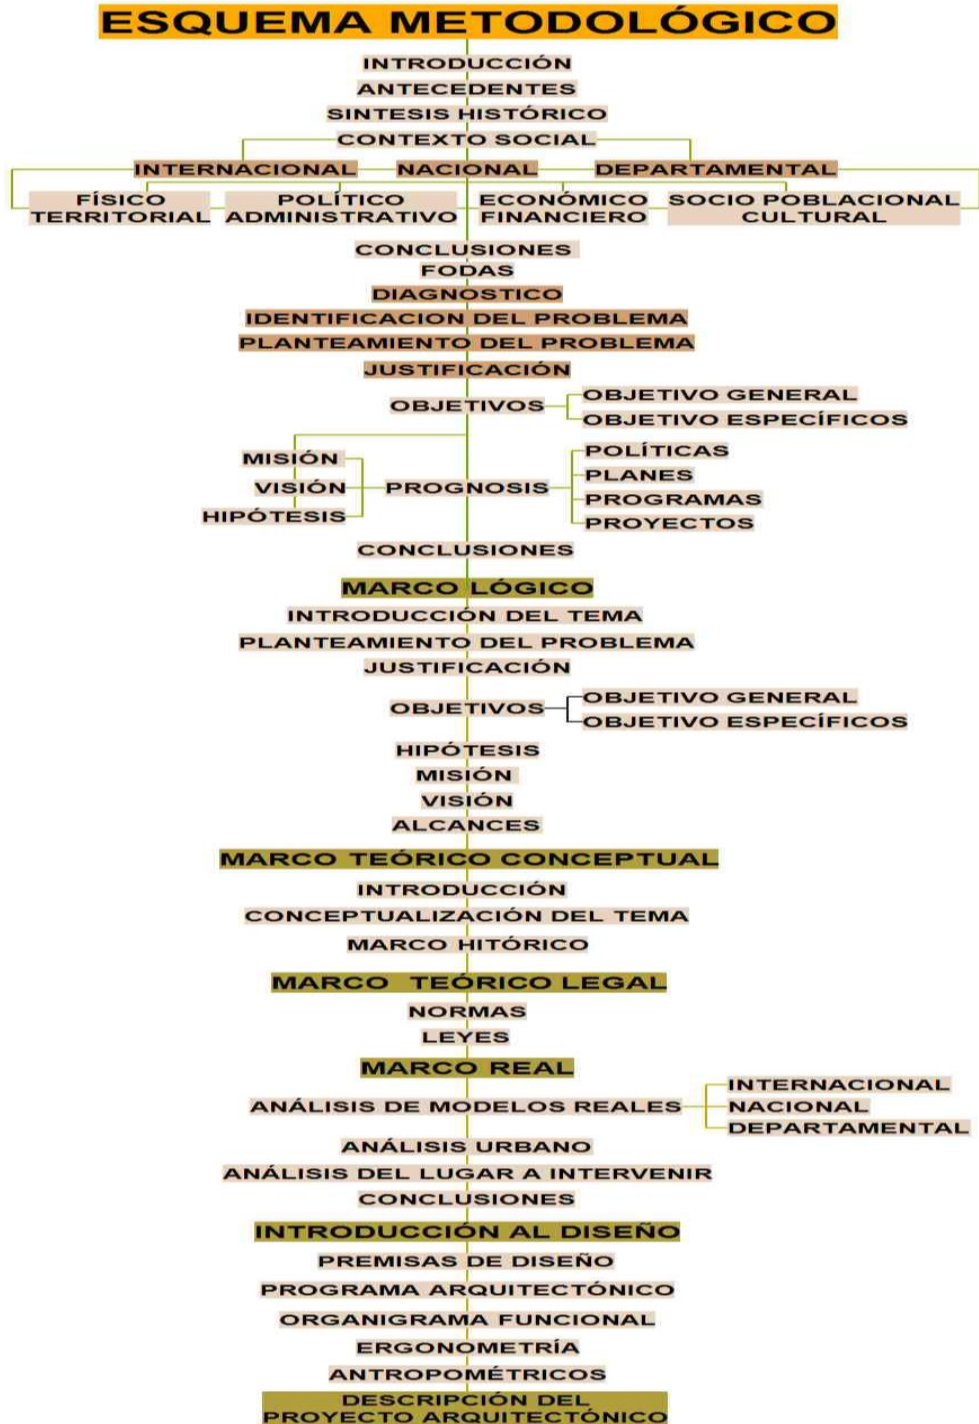 ESQUEMA METODOLÓGICO
INTRODUCCIÓN
ANTECEDENTES
SINTESIS HISTÓRICO
CONTEXTO SOCIAL
INTERNACIONAL NACIONAL DEPARTAMENTAL
FÍSICO
TERRITORIAL
POLÍTICO
ADMINISTRATIVO
ECONÓMICO
FINANCIERO
SOCIO POBLACIONAL
CULTURAL
CONCLUSIONES
FODAS
DIAGNOSTICO
IDENTIFICACION DEL PROBLEMA
PLANTEAMIENTO DEL PROBLEMA
JUSTIFICACIÓN
OBJETIVOS
OBJETIVO GENERAL
OBJETIVO ESPECÍFICOS
MISIÓN
VISIÓN
HIPÓTESIS
PROGNOSIS
POLÍTICAS
PLANES
PROGRAMAS
PROYECTOS
CONCLUSIONES
MARCO LÓGICO
INTRODUCCIÓN DEL TEMA
PLANTEAMIENTO DEL PROBLEMA
JUSTIFICACIÓN
OBJETIVOS
OBJETIVO GENERAL
OBJETIVO ESPECÍFICOS
HIPÓTESIS
MISIÓN
VISIÓN
ALCANCES
MARCO TEÓRICO CONCEPTUAL
INTRODUCCIÓN
CONCEPTUALIZACIÓN DEL TEMA
MARCO HITÓRICO
MARCO TEÓRICO LEGAL
NORMAS
LEYES
MARCO REAL
ANÁLISIS DE MODELOS REALES
INTERNACIONAL
NACIONAL
DEPARTAMENTAL
ANÁLISIS URBANO
ANÁLISIS DEL LUGAR A INTERVENIR
CONCLUSIONES
INTRODUCCIÓN AL DISEÑO
PREMISAS DE DISEÑO
PROGRAMA ARQUITECTÓNICO
ORGANIGRAMA FUNCIONAL
ERGONOMETRÍA
ANTROPOMÉTRICOS
DESCRIPCIÓN DEL
PROYECTO ARQUITECTÓNICO